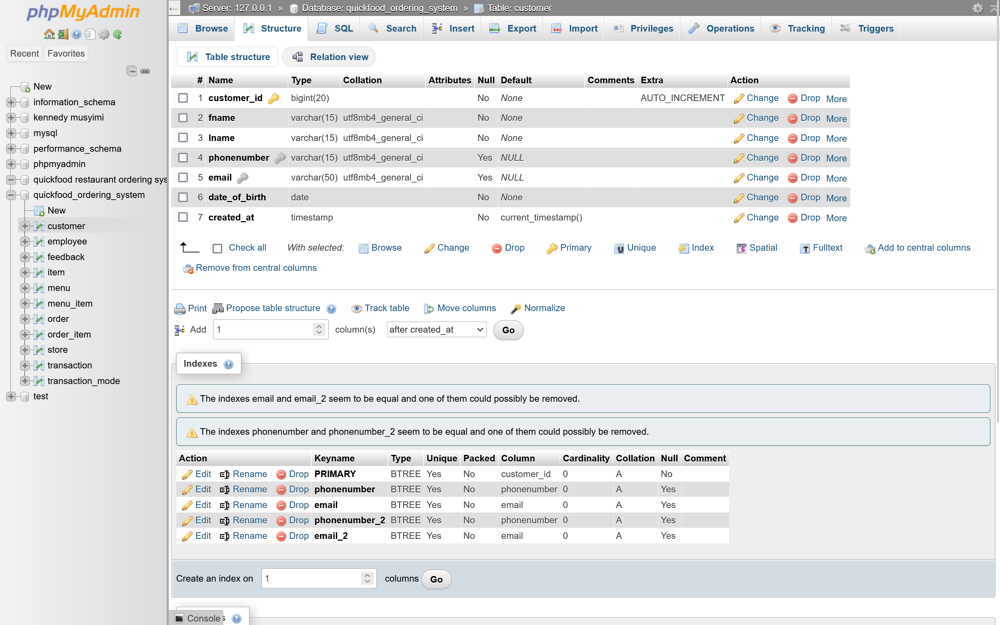 phpMyAdmin
Recent Favorites
New
information_schema
kennedy musyimi
mysql
performance_schema
phpmyadmin
quickfood restaurant ordering sys
quickfood_ordering_system
New
customer
employee
feedback
item
menu
menu_item
order
order_item
store
transaction
transaction_mode
test
Server: 127.0.0.1 » Database: quickfood_ordering_system » Table: customer
Browse Structure SQL Search Insert Export Import Privileges Operations Tracking Triggers
Table structure Relation view
# Name Type Collation Attributes Null Default Comments Extra Action
1 customer_id bigint(20) No None AUTO_INCREMENT Change Drop More
2 fname varchar(15) utf8mb4_general_ci No None Change Drop More
3 lname varchar(15) utf8mb4_general_ci No None Change Drop More
4 phonenumber varchar(15) utf8mb4_general_ci Yes NULL Change Drop More
5 email varchar(50) utf8mb4_general_ci Yes NULL Change Drop More
6 date_of_birth date No None Change Drop More
7 created_at timestamp No current_timestamp() Change Drop More
Check all With selected: Browse Change Drop Primary Unique Index Spatial Fulltext Add to central columns
Remove from central columns
Print Propose table structure Track table Move columns Normalize
Add 1 column(s) after created_at Go
Indexes
The indexes email and email_2 seem to be equal and one of them could possibly be removed.
The indexes phonenumber and phonenumber_2 seem to be equal and one of them could possibly be removed.
Action Keyname Type Unique Packed Column Cardinality Collation Null Comment
Edit Rename Drop PRIMARY BTREE Yes No customer_id 0 A No
Edit Rename Drop phonenumber BTREE Yes No phonenumber 0 A Yes
Edit Rename Drop email BTREE Yes No email 0 A Yes
Edit Rename Drop phonenumber_2 BTREE Yes No phonenumber 0 A Yes
Edit Rename Drop email_2 BTREE Yes No email 0 A Yes
Create an index on 1 columns Go
Console